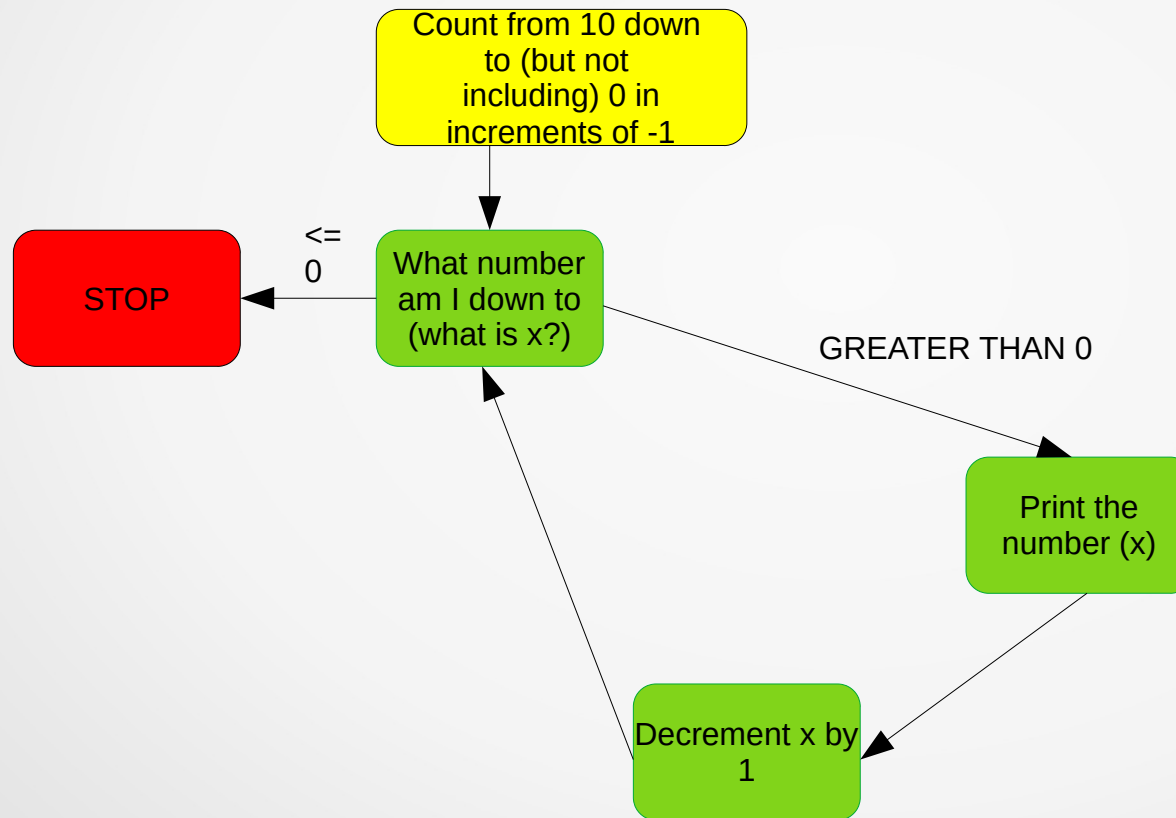 Count from 10 down
to (but not
including) 0 in
increments of -1
<=
0
STOP
What number
am I down to
(what is x?)
GREATER THAN 0
Print the
number (x)
Decrement x by
1